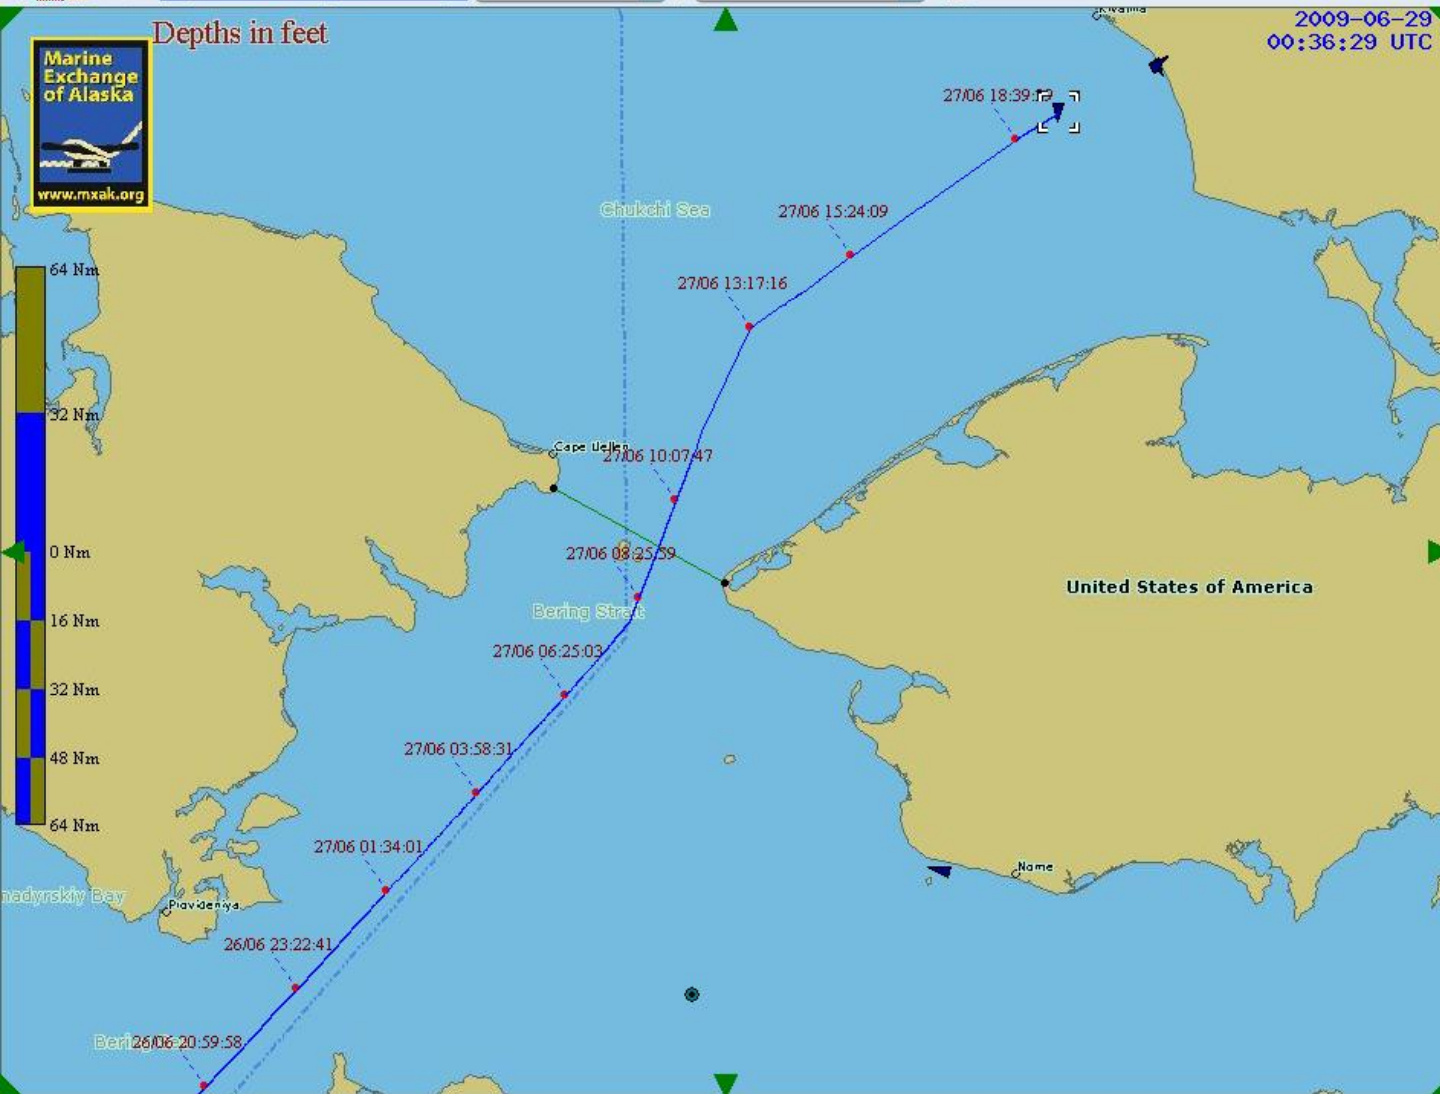 Kivalina
2009-06-29
00:36:29 UTC
Depths in feet
Marine
Exchange
of Alaska
www.mxak.org
27/06 18:39:
Chukchi Sea
27/06 15:24:09
64 Nm
27/06 13:17:16
32 Nm
Cape Uellen
27/06 10:07:47
0 Nm
27/06 08:25:59
United States of America
Bering Strait
16 Nm
27/06 06:25:03
32 Nm
27/06 03:58:31
48 Nm
64 Nm
27/06 01:34:01
Nome
nadyrskiy Bay
Provideniya
26/06 23:22:41
26/06 20:59:58